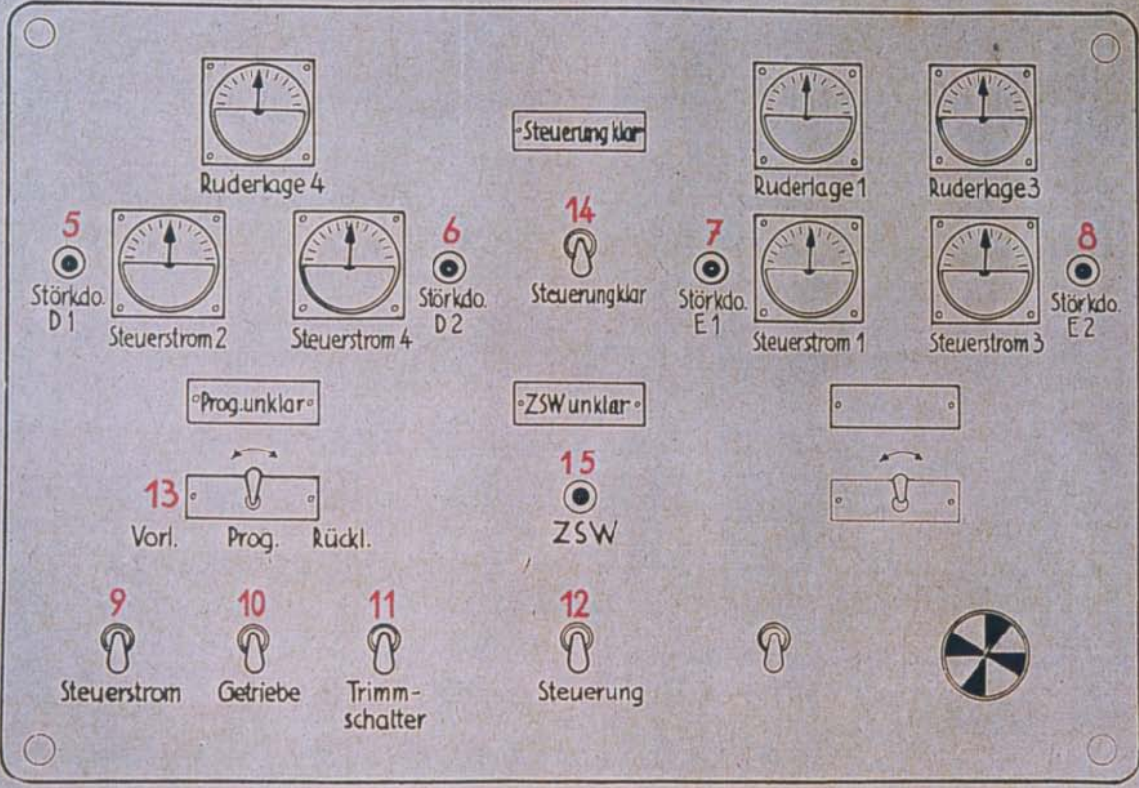 Steuerung klar
Ruderlage 4
Ruderlage 1
Ruderlage 3
5
6
14
7
8
Störkdo.
D 1
Steuerstrom 2
Steuerstrom 4
Störkdo.
D 2
Steuerung klar
Störkdo.
E 1
Steuerstrom 1
Steuerstrom 3
Störkdo.
E 2
Prog. unklar
ZSW unklar
13
Vorl.
Prog.
Rückl.
15
ZSW
9
10
11
12
Steuerstrom
Getriebe
Trimm-
schalter
Steuerung